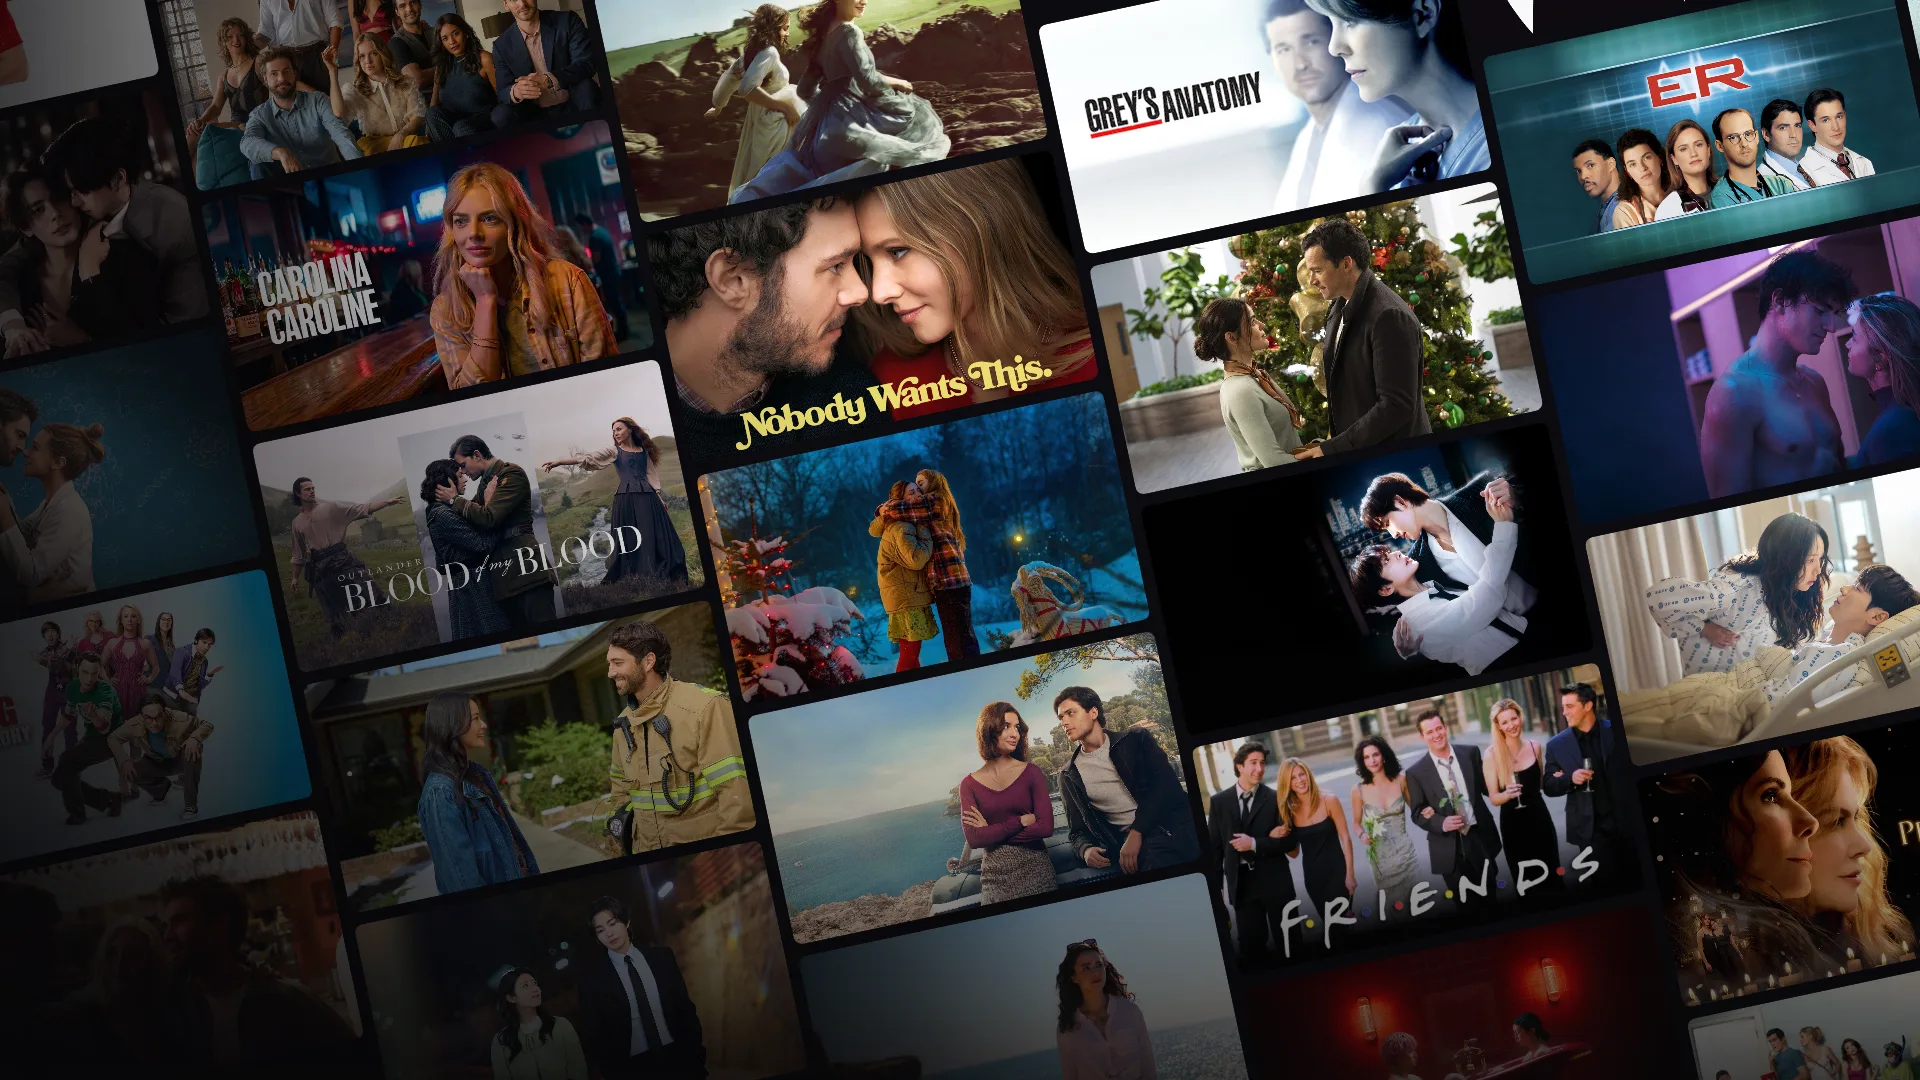 GREY'S ANATOMY
ER
CAROLINA
CAROLINE
Nobody Wants This.
OUTLANDER
BLOOD of my BLOOD
F·R·I·E·N·D·S